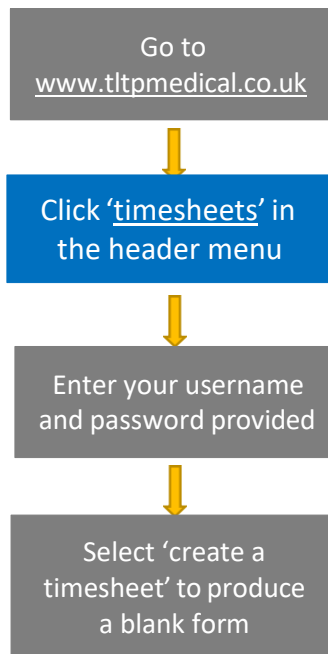 Go to
www.tltpmedical.co.uk
Click ‘timesheets’ in
the header menu
Enter your username
and password provided
Select ‘create a
timesheet’ to produce
a blank form